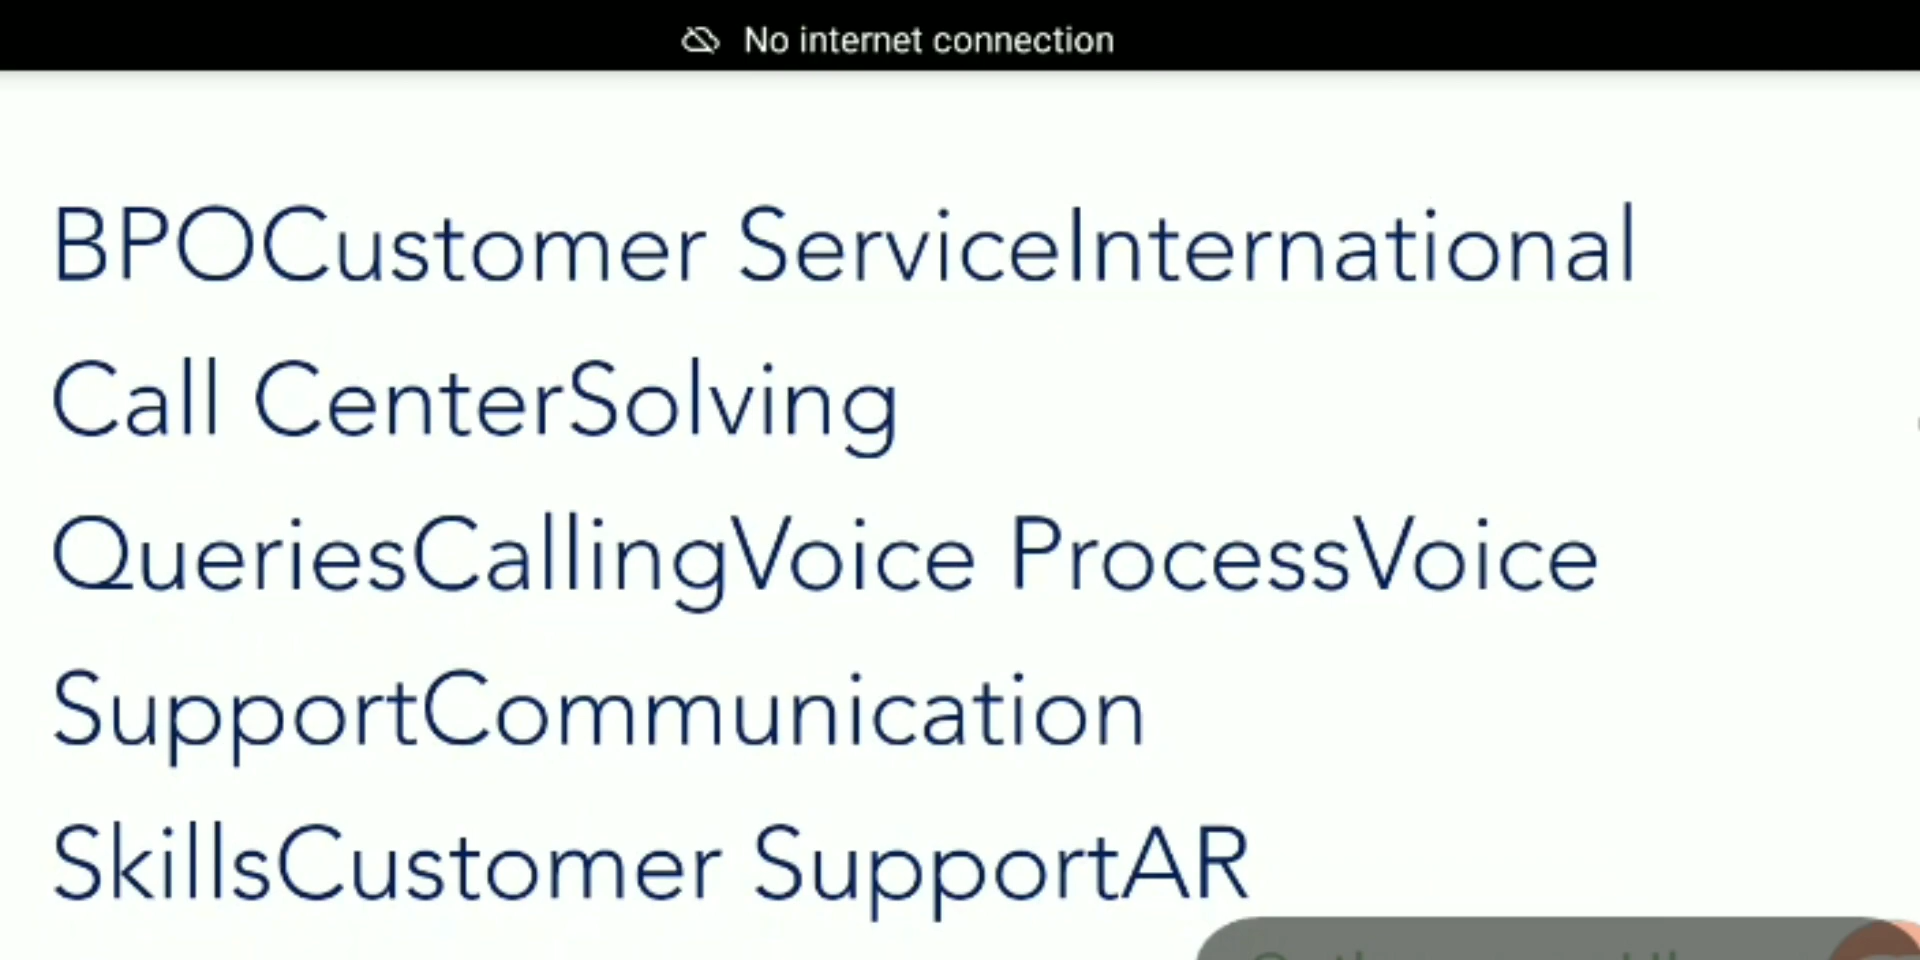 No internet connection
BPOCustomer ServiceInternational
Call CenterSolving
QueriesCallingVoice ProcessVoice
SupportCommunication
SkillsCustomer SupportAR